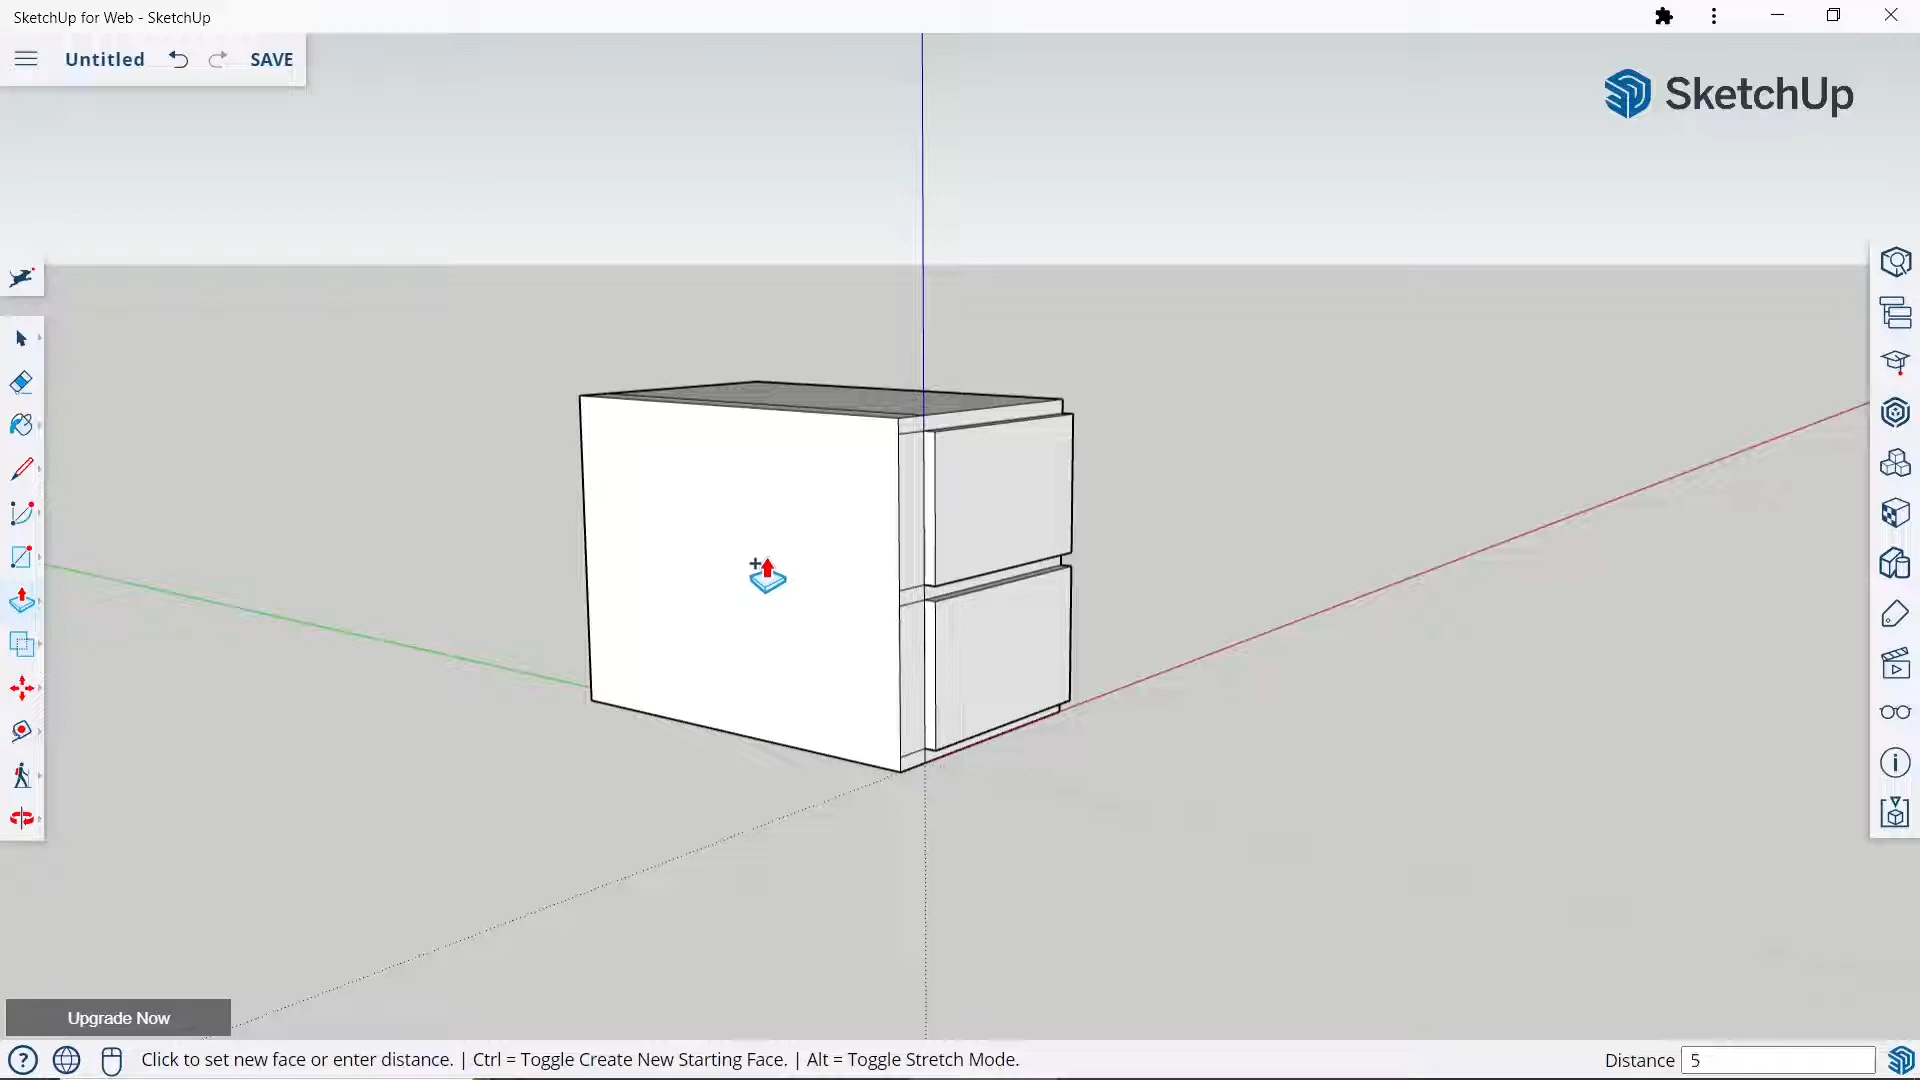 SketchUp for Web - SketchUp
Untitled SAVE
SketchUp
Upgrade Now
Click to set new face or enter distance. | Ctrl = Toggle Create New Starting Face. | Alt = Toggle Stretch Mode.
Distance 5